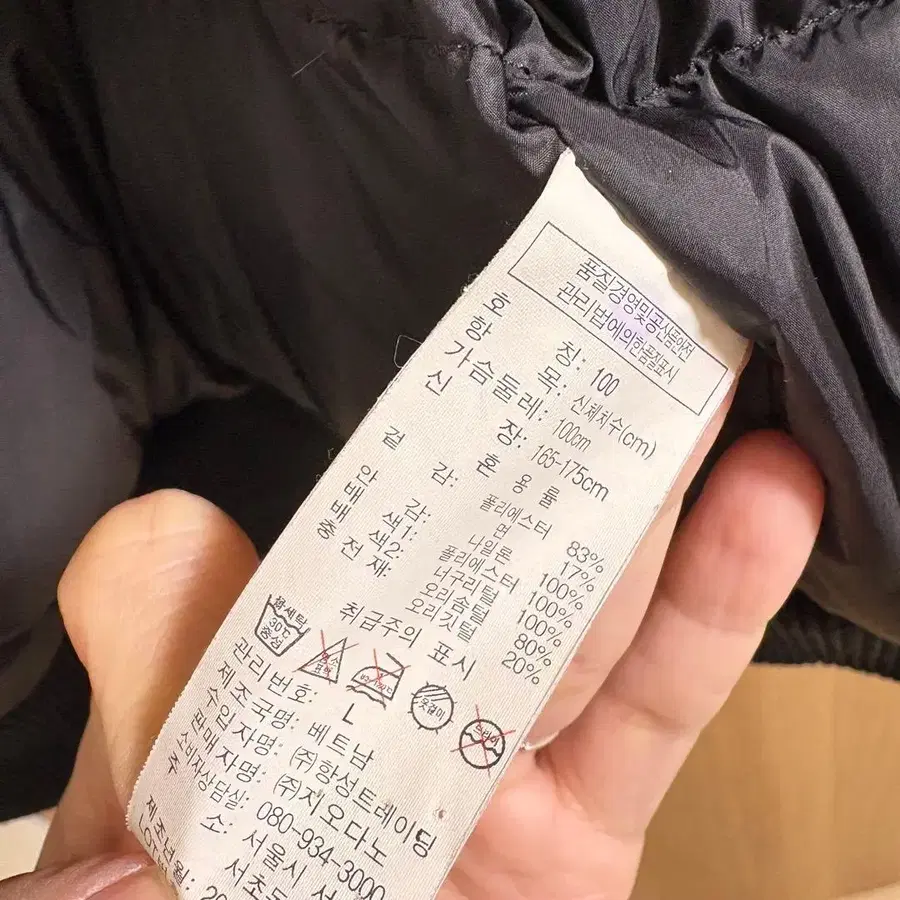 품질경영및공산품안전
관리법에의한품질표시
호 칭: 100
항 목: 신체치수(cm)
가슴둘레: 100cm
신 장: 165-175cm
혼 용 률
겉 감: 폴리에스터 83%
면 17%
안 감: 나일론 100%
배색1: 폴리에스터 100%
배색2: 너구리털 100%
충전재: 오리솜털 80%
오리깃털 20%
취급주의 표시
30℃
중성
관리번호: L
제조국명: 베트남
수입자명: (주)항성트레이딩
판매자명: (주)지오다노
소비자상담실: 080-934-3000
주 소: 서울시
서초
제조년월: 20
LOT